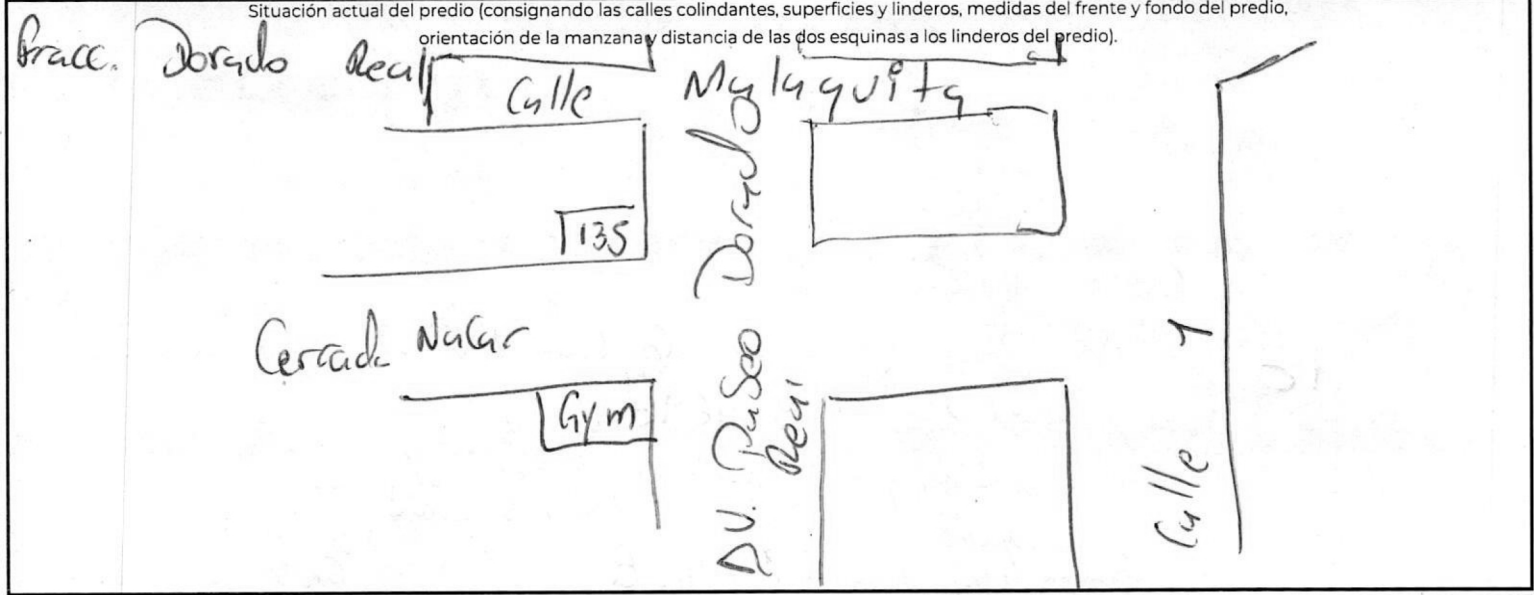 Situación actual del predio (consignando las calles colindantes, superficies y linderos, medidas del frente y fondo del predio,
orientación de la manzana y distancia de las dos esquinas a los linderos del predio).
Fracc. Dorado Real
Calle Malaquita
135
Cerrada Nacar
Gym
AV. Paseo Dorado
Real
Calle 1